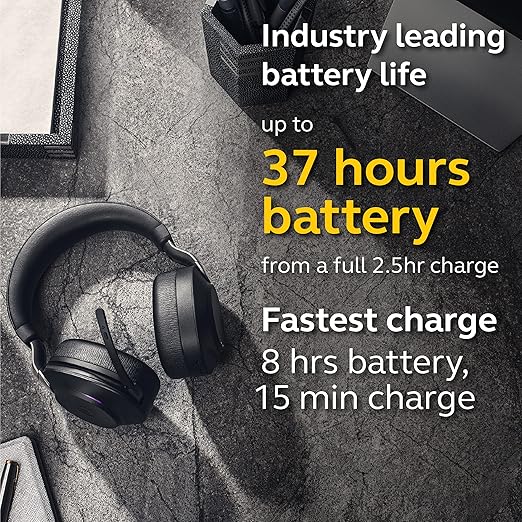 Industry leading
battery life
up to
37 hours
battery
from a full 2.5hr charge
Fastest charge
8 hrs battery,
15 min charge